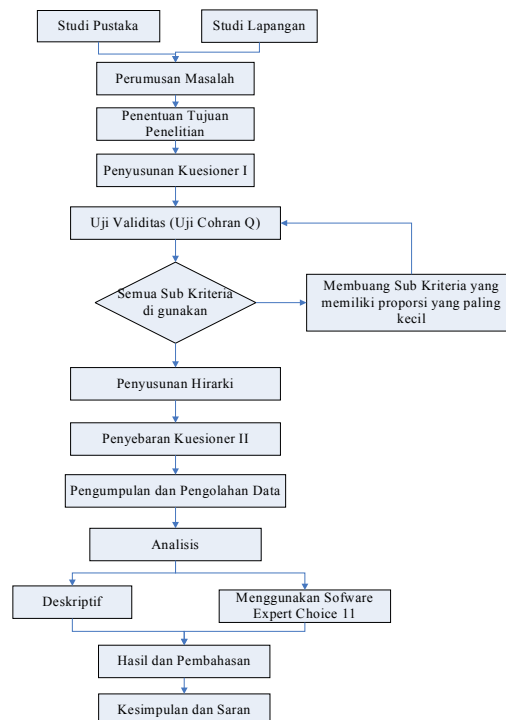 Studi Pustaka
Studi Lapangan
Perumusan Masalah
Penentuan Tujuan
Penelitian
Penyusunan Kuesioner I
Uji Validitas (Uji Cohran Q)
Semua Sub Kriteria
di gunakan
Membuang Sub Kriteria yang
memiliki proporsi yang paling
kecil
Penyusunan Hirarki
Penyebaran Kuesioner II
Pengumpulan dan Pengolahan Data
Analisis
Deskriptif
Menggunakan Sofware
Expert Choice 11
Hasil dan Pembahasan
Kesimpulan dan Saran